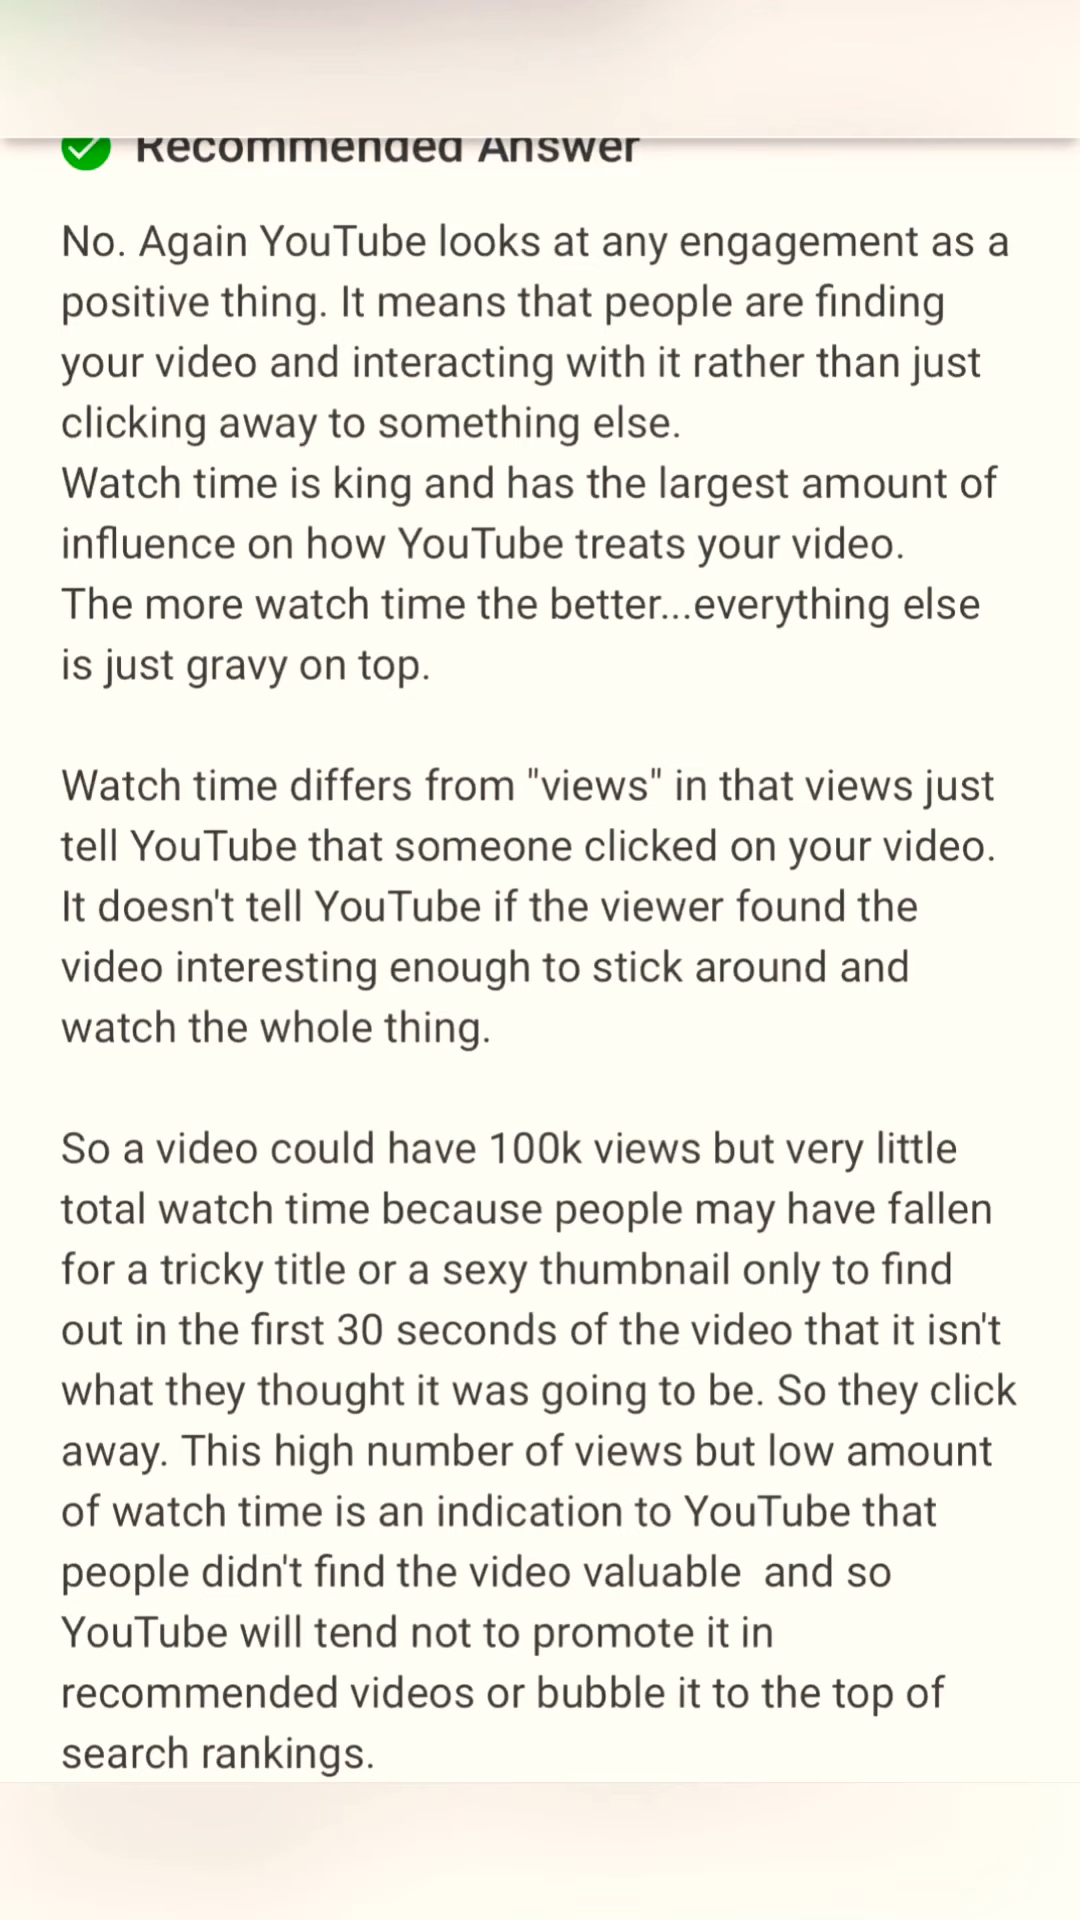 Recommended Answer
No. Again YouTube looks at any engagement as a
positive thing. It means that people are finding
your video and interacting with it rather than just
clicking away to something else.
Watch time is king and has the largest amount of
influence on how YouTube treats your video.
The more watch time the better...everything else
is just gravy on top.
Watch time differs from "views" in that views just
tell YouTube that someone clicked on your video.
It doesn't tell YouTube if the viewer found the
video interesting enough to stick around and
watch the whole thing.
So a video could have 100k views but very little
total watch time because people may have fallen
for a tricky title or a sexy thumbnail only to find
out in the first 30 seconds of the video that it isn't
what they thought it was going to be. So they click
away. This high number of views but low amount
of watch time is an indication to YouTube that
people didn't find the video valuable  and so
YouTube will tend not to promote it in
recommended videos or bubble it to the top of
search rankings.